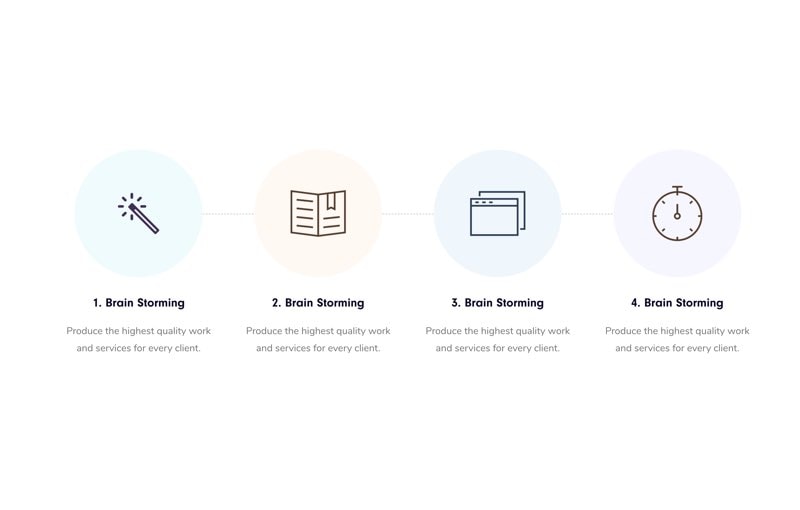 1. Brain Storming
Produce the highest quality work
and services for every client.
2. Brain Storming
Produce the highest quality work
and services for every client.
3. Brain Storming
Produce the highest quality work
and services for every client.
4. Brain Storming
Produce the highest quality work
and services for every client.